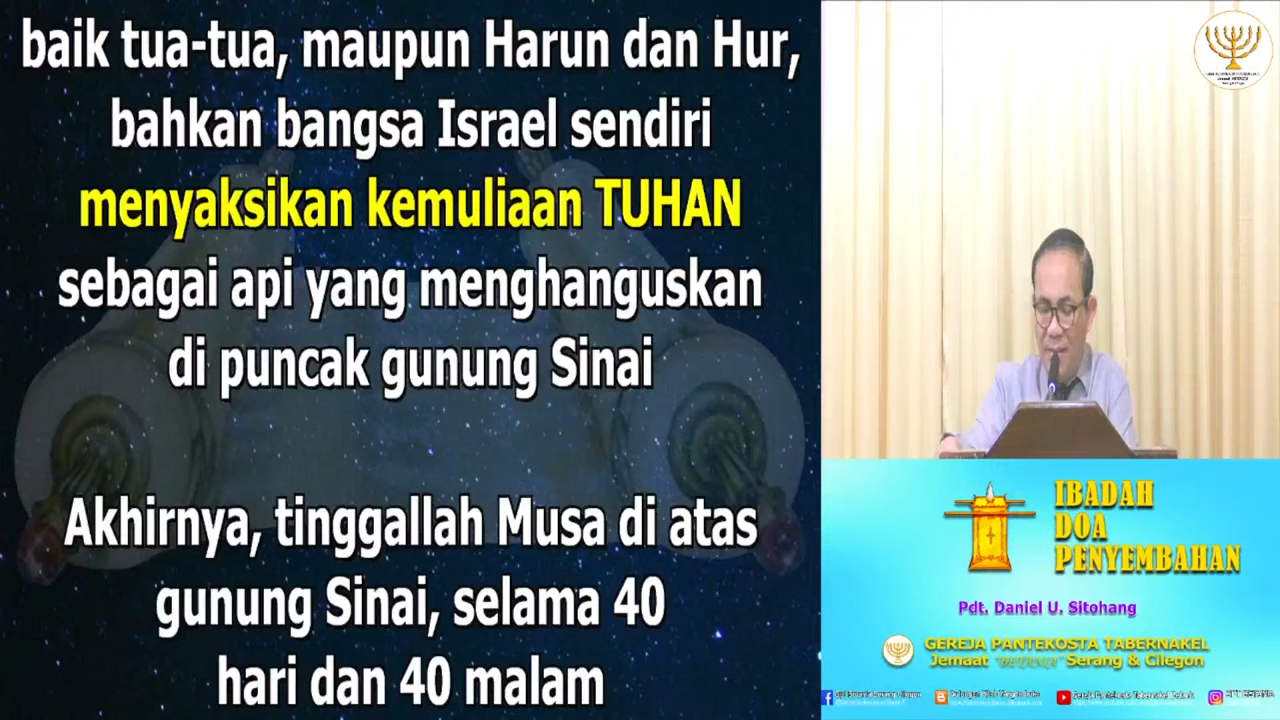 baik tua-tua, maupun Harun dan Hur,
bahkan bangsa Israel sendiri
menyaksikan kemuliaan TUHAN
sebagai api yang menghanguskan
di puncak gunung Sinai
Akhirnya, tinggallah Musa di atas
gunung Sinai, selama 40
hari dan 40 malam
IBADAH
DOA
PENYEMBAHAN
Pdt. Daniel U. Sitohang
GEREJA PANTEKOSTA TABERNAKEL
Jemaat "BETANIA" Serang & Cilegon